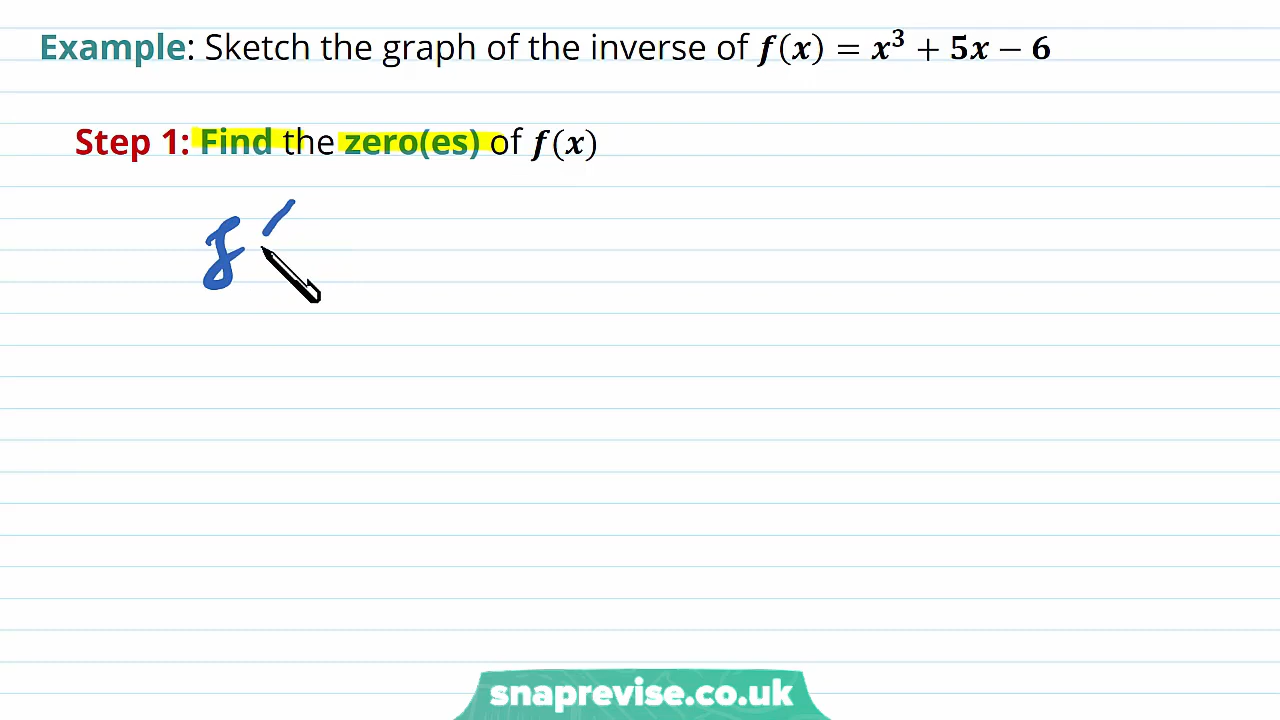 Example: Sketch the graph of the inverse of f(x) = x³ + 5x − 6
Step 1: Find the zero(es) of f(x)
f′
snaprevise.co.uk